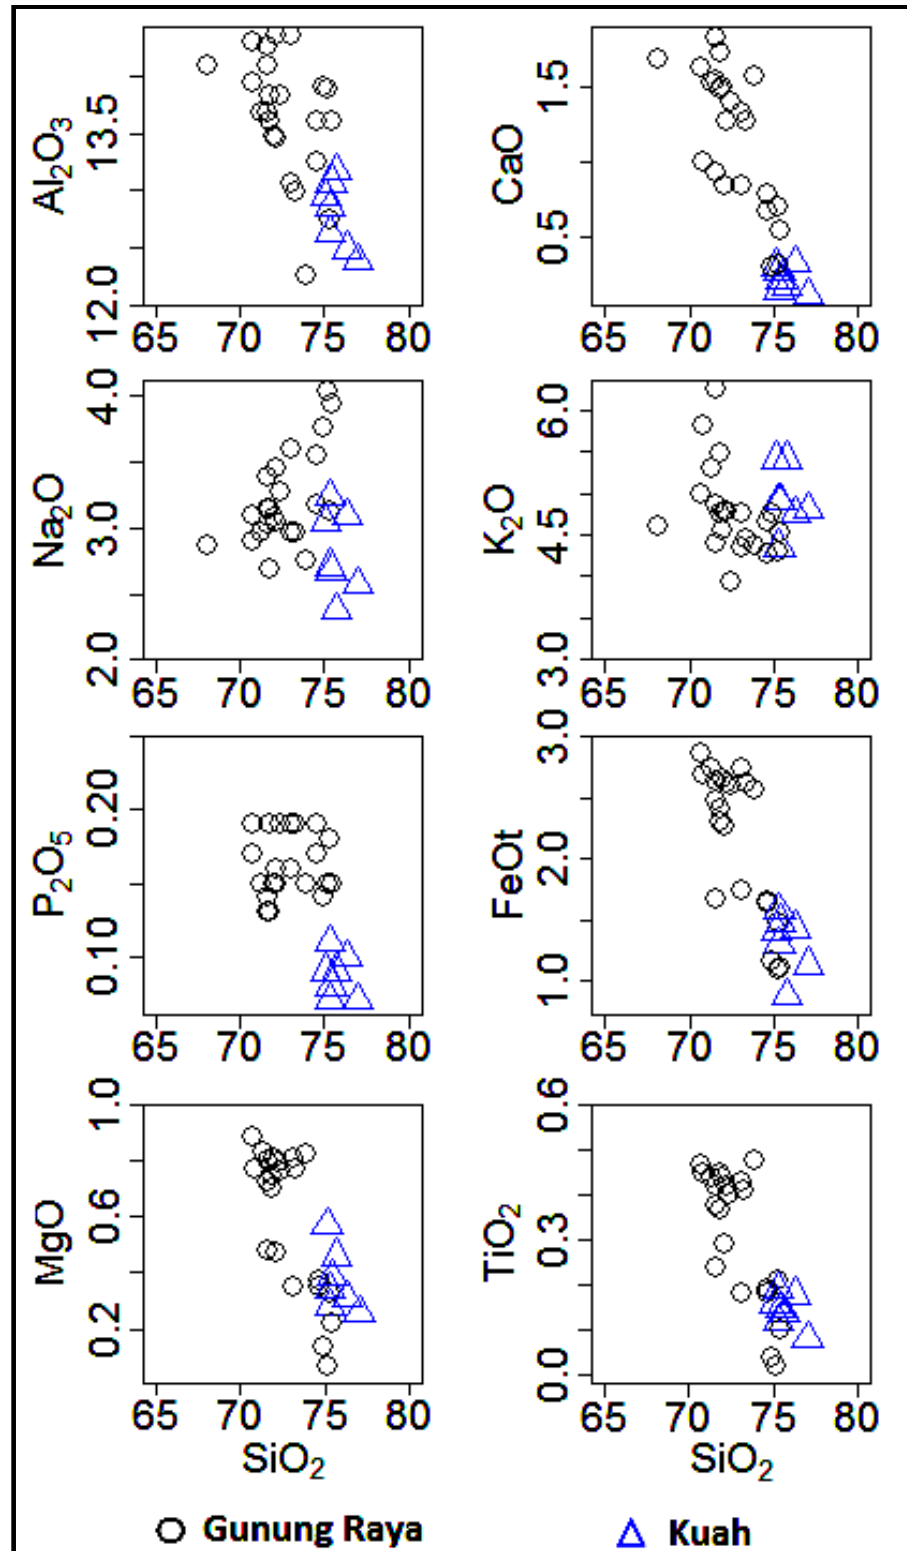 Al₂O₃
13.5
12.0
65 70 75 80
CaO
1.5
0.5
65 70 75 80
Na₂O
4.0
3.0
2.0
65 70 75 80
K₂O
6.0
4.5
3.0
65 70 75 80
P₂O₅
0.20
0.10
65 70 75 80
FeOt
3.0
2.0
1.0
65 70 75 80
MgO
1.0
0.6
0.2
65 70 75 80
SiO₂
TiO₂
0.6
0.3
0.0
65 70 75 80
SiO₂
Gunung Raya
Kuah